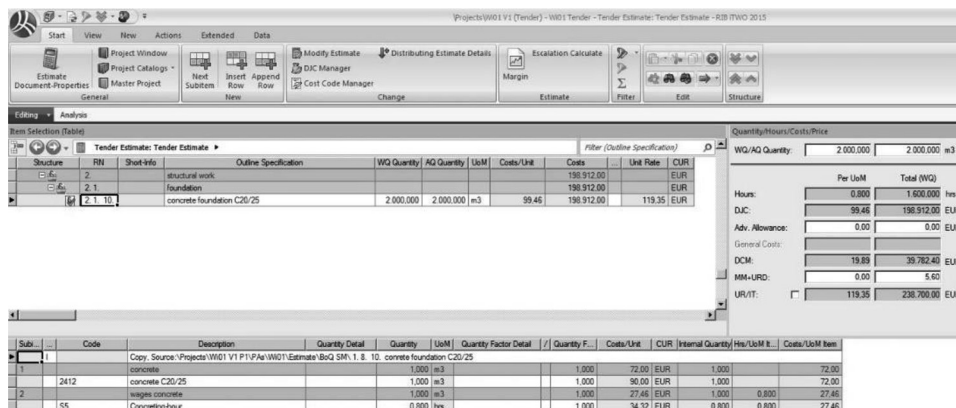 \Projects\WI01 V1 (Tender) - WI01 Tender - Tender Estimate: Tender Estimate - RIB iTWO 2015
Start View New Actions Extended Data
Estimate Document-Properties
Project Window
Project Catalogs
Master Project
General
Next Subitem
Insert Row
Append Row
New
Modify Estimate
DJC Manager
Cost Code Manager
Distributing Estimate Details
Change
Margin
Escalation Calculate
Estimate
Filter
Edit
Structure
Editing Analysis
Item Selection (Table)
Tender Estimate: Tender Estimate
Filter (Outline Specification)
Structure RN Short-Info Outline Specification WQ Quantity AQ Quantity UoM Costs/Unit Costs ... Unit Rate CUR
2. structural work 198.912,00 EUR
2. 1. foundation 198.912,00 EUR
2. 1. 10. concrete foundation C20/25 2.000,000 2.000,000 m3 99,46 198.912,00 119,35 EUR
Quantity/Hours/Costs/Price
WQ/AQ Quantity: 2.000,000 2.000,000 m3
Per UoM Total (WQ)
Hours: 0,800 1.600,000 hrs
DJC: 99,46 198.912,00 EU
Adv. Allowance: 0,00 0,00 EU
General Costs:
DCM: 19,89 39.782,40 EU
MM+URD: 0,00 5,60
UR/IT: 119,35 238.700,00 EU
Subi... ... Code Description Quantity Detail Quantity UoM Quantity Factor Detail / Quantity F... Costs/Unit CUR Internal Quantity Hrs/UoM It... Costs/UoM Item
I Copy, Source:\Projects\WI01 V1 P1\PAs\WI01\Estimate\BoQ SM\ 1. 8. 10. conrete foundation C20/25
1 concrete 1,000 m3 1,000 72,00 EUR 1,000 72,00
2412 concrete C20/25 1,000 m3 1,000 90,00 EUR 1,000 72,00
2 wages concrete 1,000 m3 1,000 27,46 EUR 1,000 0,800 27,46
S5 Concreting-hour 0,800 hrs 1,000 34,32 EUR 0,800 0,800 27,46